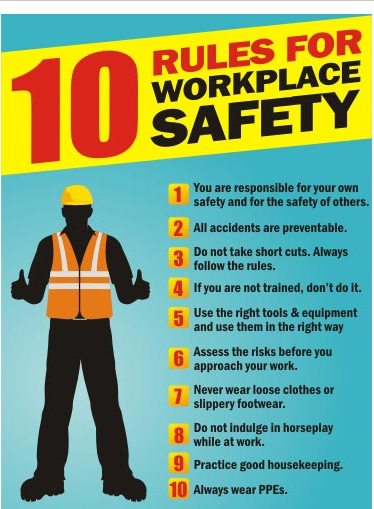 10 RULES FOR
WORKPLACE
SAFETY
1 You are responsible for your own
safety and for the safety of others.
2 All accidents are preventable.
3 Do not take short cuts. Always
follow the rules.
4 If you are not trained, don't do it.
5 Use the right tools & equipment
and use them in the right way
6 Assess the risks before you
approach your work.
7 Never wear loose clothes or
slippery footwear.
8 Do not indulge in horseplay
while at work.
9 Practice good housekeeping.
10 Always wear PPEs.